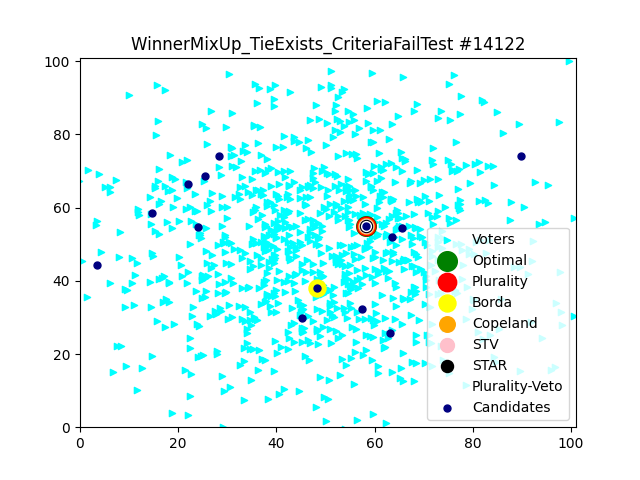 WinnerMixUp_TieExists_CriteriaFailTest #14122
100
80
60
40
20
0
0 20 40 60 80 100
Voters
Optimal
Plurality
Borda
Copeland
STV
STAR
Plurality-Veto
Candidates